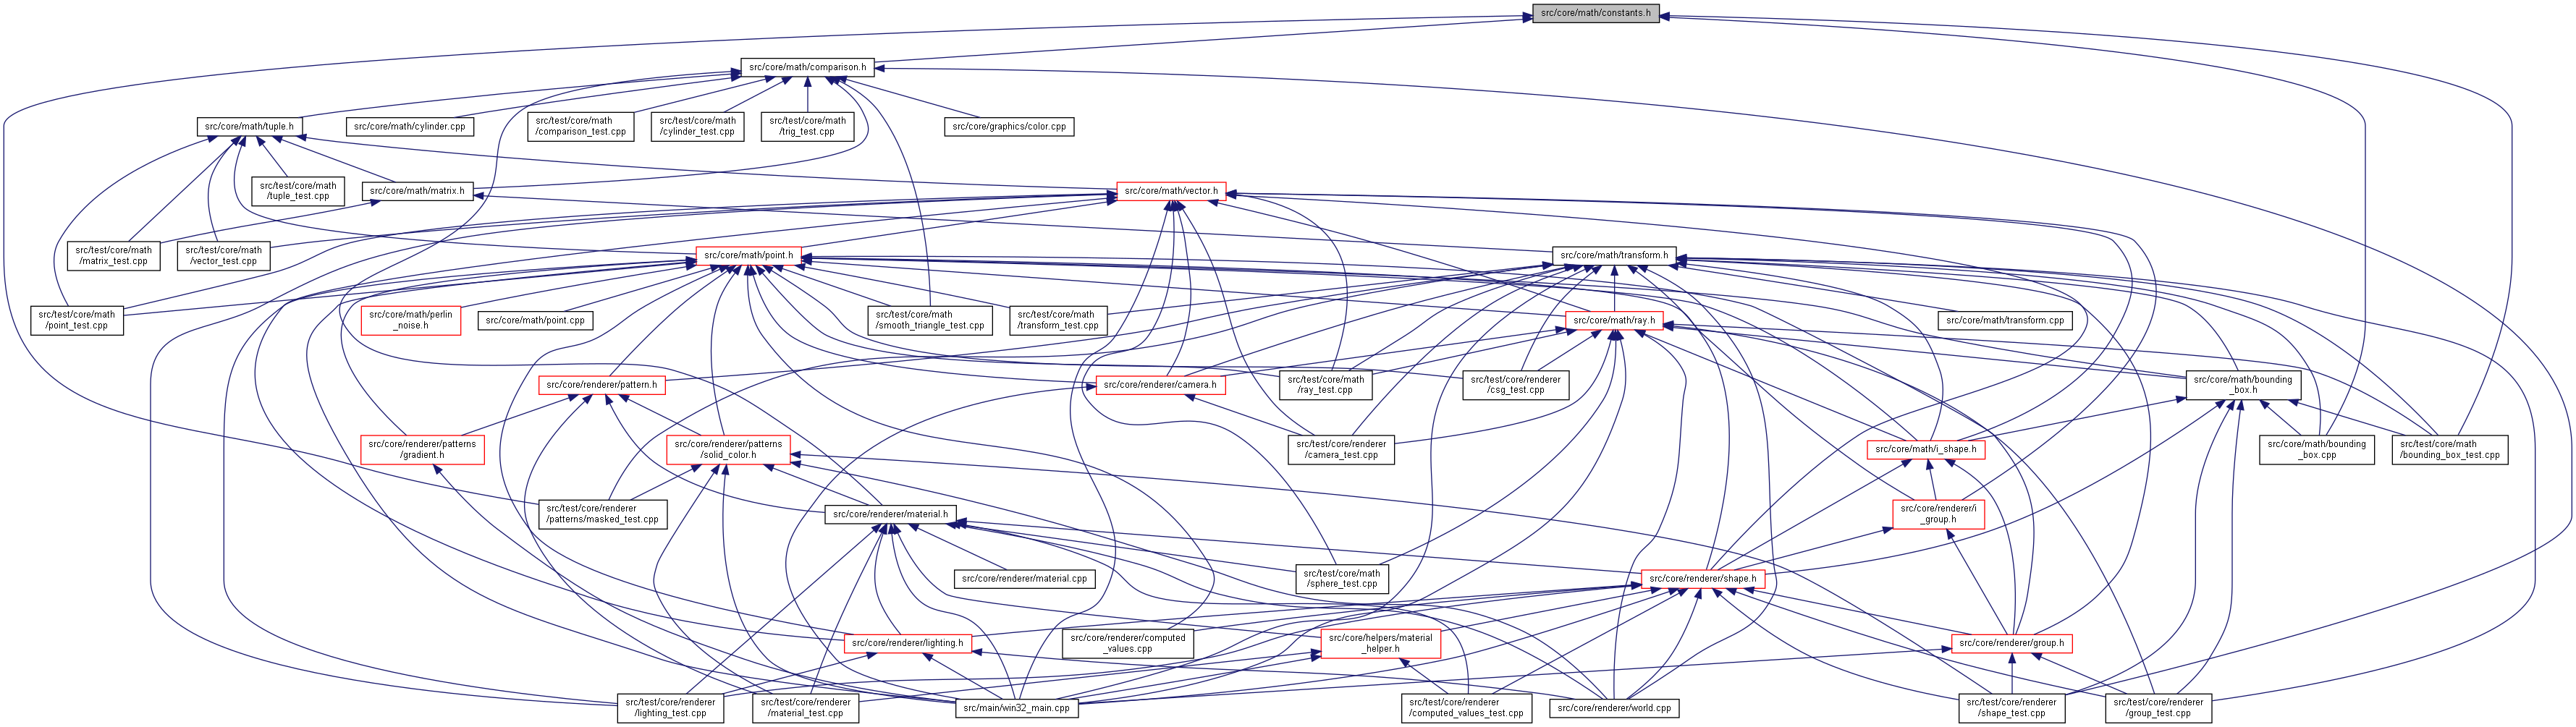 src/core/math/constants.h
src/core/math/comparison.h
src/core/math/tuple.h
src/core/math/cylinder.cpp
src/test/core/math
/comparison_test.cpp
src/test/core/math
/cylinder_test.cpp
src/test/core/math
/trig_test.cpp
src/core/graphics/color.cpp
src/test/core/math
/tuple_test.cpp
src/core/math/matrix.h
src/core/math/vector.h
src/test/core/math
/matrix_test.cpp
src/test/core/math
/vector_test.cpp
src/core/math/point.h
src/core/math/transform.h
src/test/core/math
/point_test.cpp
src/core/math/perlin
_noise.h
src/core/math/point.cpp
src/test/core/math
/smooth_triangle_test.cpp
src/test/core/math
/transform_test.cpp
src/core/math/ray.h
src/core/math/transform.cpp
src/core/renderer/pattern.h
src/core/renderer/camera.h
src/test/core/math
/ray_test.cpp
src/test/core/renderer
/csg_test.cpp
src/core/math/bounding
_box.h
src/core/renderer/patterns
/gradient.h
src/core/renderer/patterns
/solid_color.h
src/test/core/renderer
/camera_test.cpp
src/core/math/i_shape.h
src/core/math/bounding
_box.cpp
src/test/core/math
/bounding_box_test.cpp
src/test/core/renderer
/patterns/masked_test.cpp
src/core/renderer/material.h
src/core/renderer/i
_group.h
src/core/renderer/material.cpp
src/test/core/math
/sphere_test.cpp
src/core/renderer/shape.h
src/core/renderer/computed
_values.cpp
src/core/renderer/lighting.h
src/core/helpers/material
_helper.h
src/core/renderer/group.h
src/test/core/renderer
/lighting_test.cpp
src/test/core/renderer
/material_test.cpp
src/main/win32_main.cpp
src/test/core/renderer
/computed_values_test.cpp
src/core/renderer/world.cpp
src/test/core/renderer
/shape_test.cpp
src/test/core/renderer
/group_test.cpp